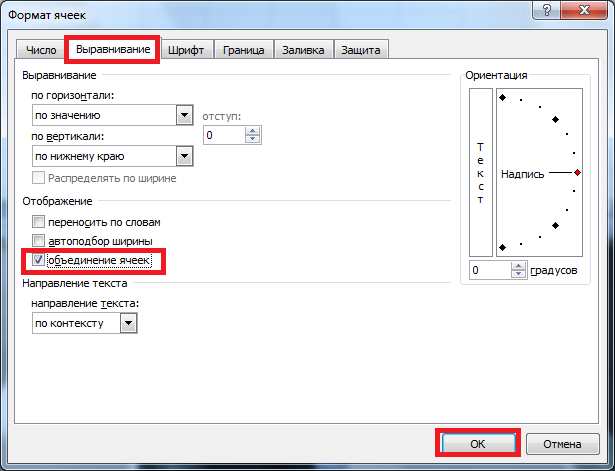 Формат ячеек
Число Выравнивание Шрифт Граница Заливка Защита
Выравнивание
по горизонтали:
по значению
отступ:
по вертикали:
0
по нижнему краю
Распределять по ширине
Отображение
переносить по словам
автоподбор ширины
объединение ячеек
Направление текста
направление текста:
по контексту
Ориентация
Текст
Надпись
0 градусов
ОК Отмена